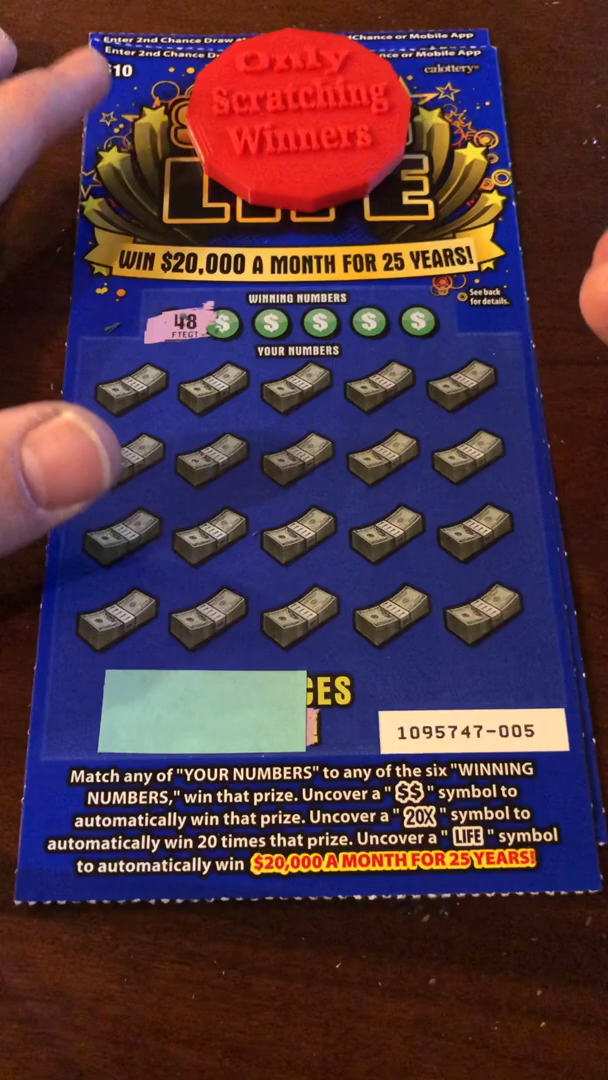 Enter 2nd Chance Draw Chance or Mobile App
Enter 2nd Chance nce or Mobile App
$10
calottery
Only
Scratching
Winners
LIFE
WIN $20,000 A MONTH FOR 25 YEARS!
See back
for details.
WINNING NUMBERS
48
FTEGT
$ $ $ $ $
YOUR NUMBERS
CES
1095747-005
Match any of "YOUR NUMBERS" to any of the six "WINNING
NUMBERS," win that prize. Uncover a "$$" symbol to
automatically win that prize. Uncover a "20X" symbol to
automatically win 20 times that prize. Uncover a "LIFE" symbol
to automatically win $20,000 A MONTH FOR 25 YEARS!